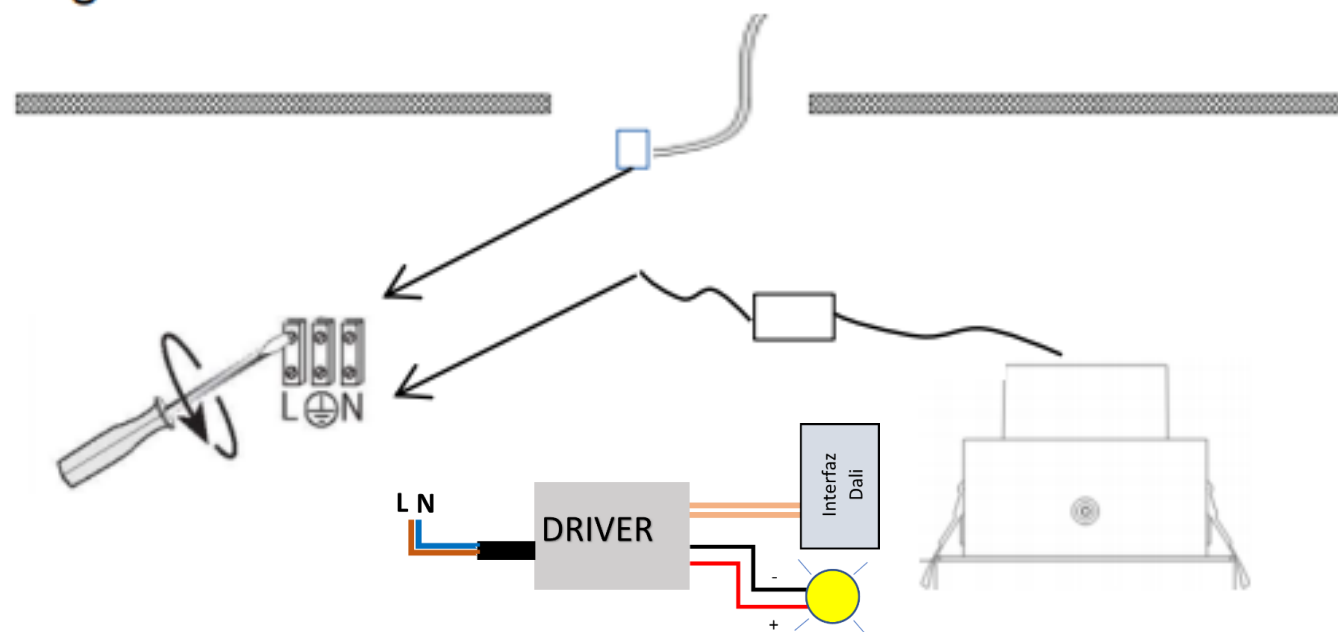 L ⏚ N
L N
DRIVER
Interfaz
Dali
-
+